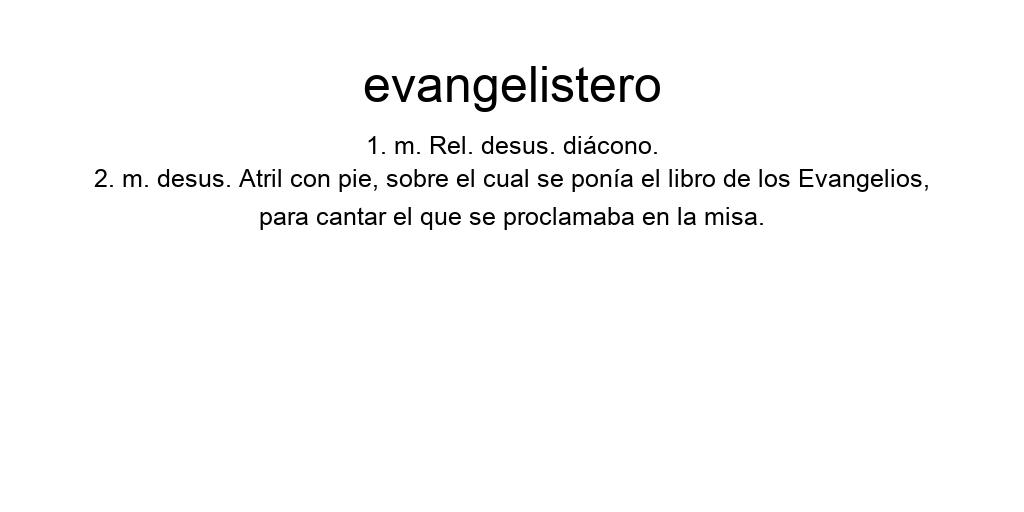 evangelistero
1. m. Rel. desus. diácono.
2. m. desus. Atril con pie, sobre el cual se ponía el libro de los Evangelios,
para cantar el que se proclamaba en la misa.